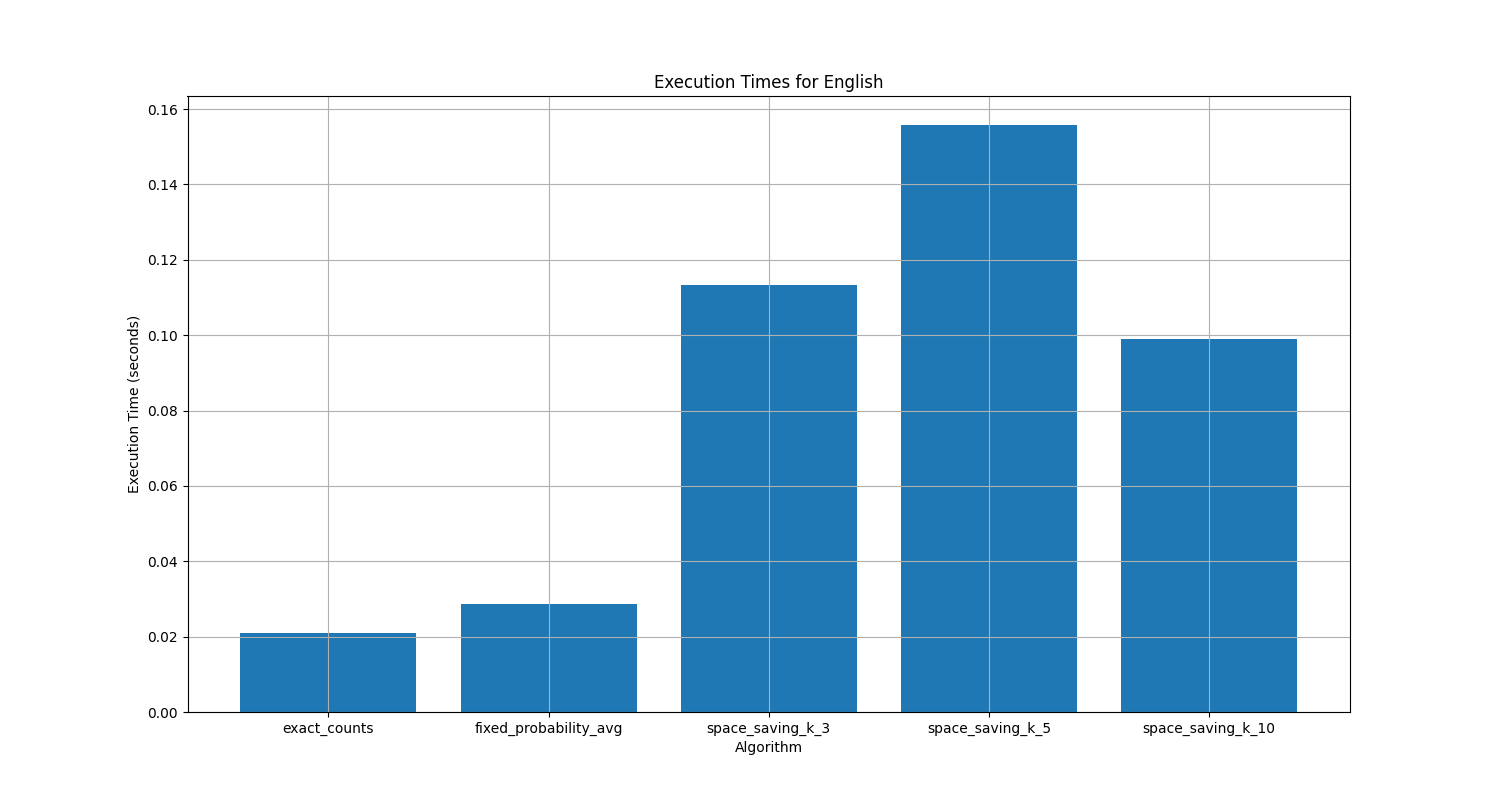 Execution Times for English
0.16
0.14
0.12
0.10
0.08
0.06
0.04
0.02
0.00
Execution Time (seconds)
exact_counts fixed_probability_avg space_saving_k_3 space_saving_k_5 space_saving_k_10
Algorithm